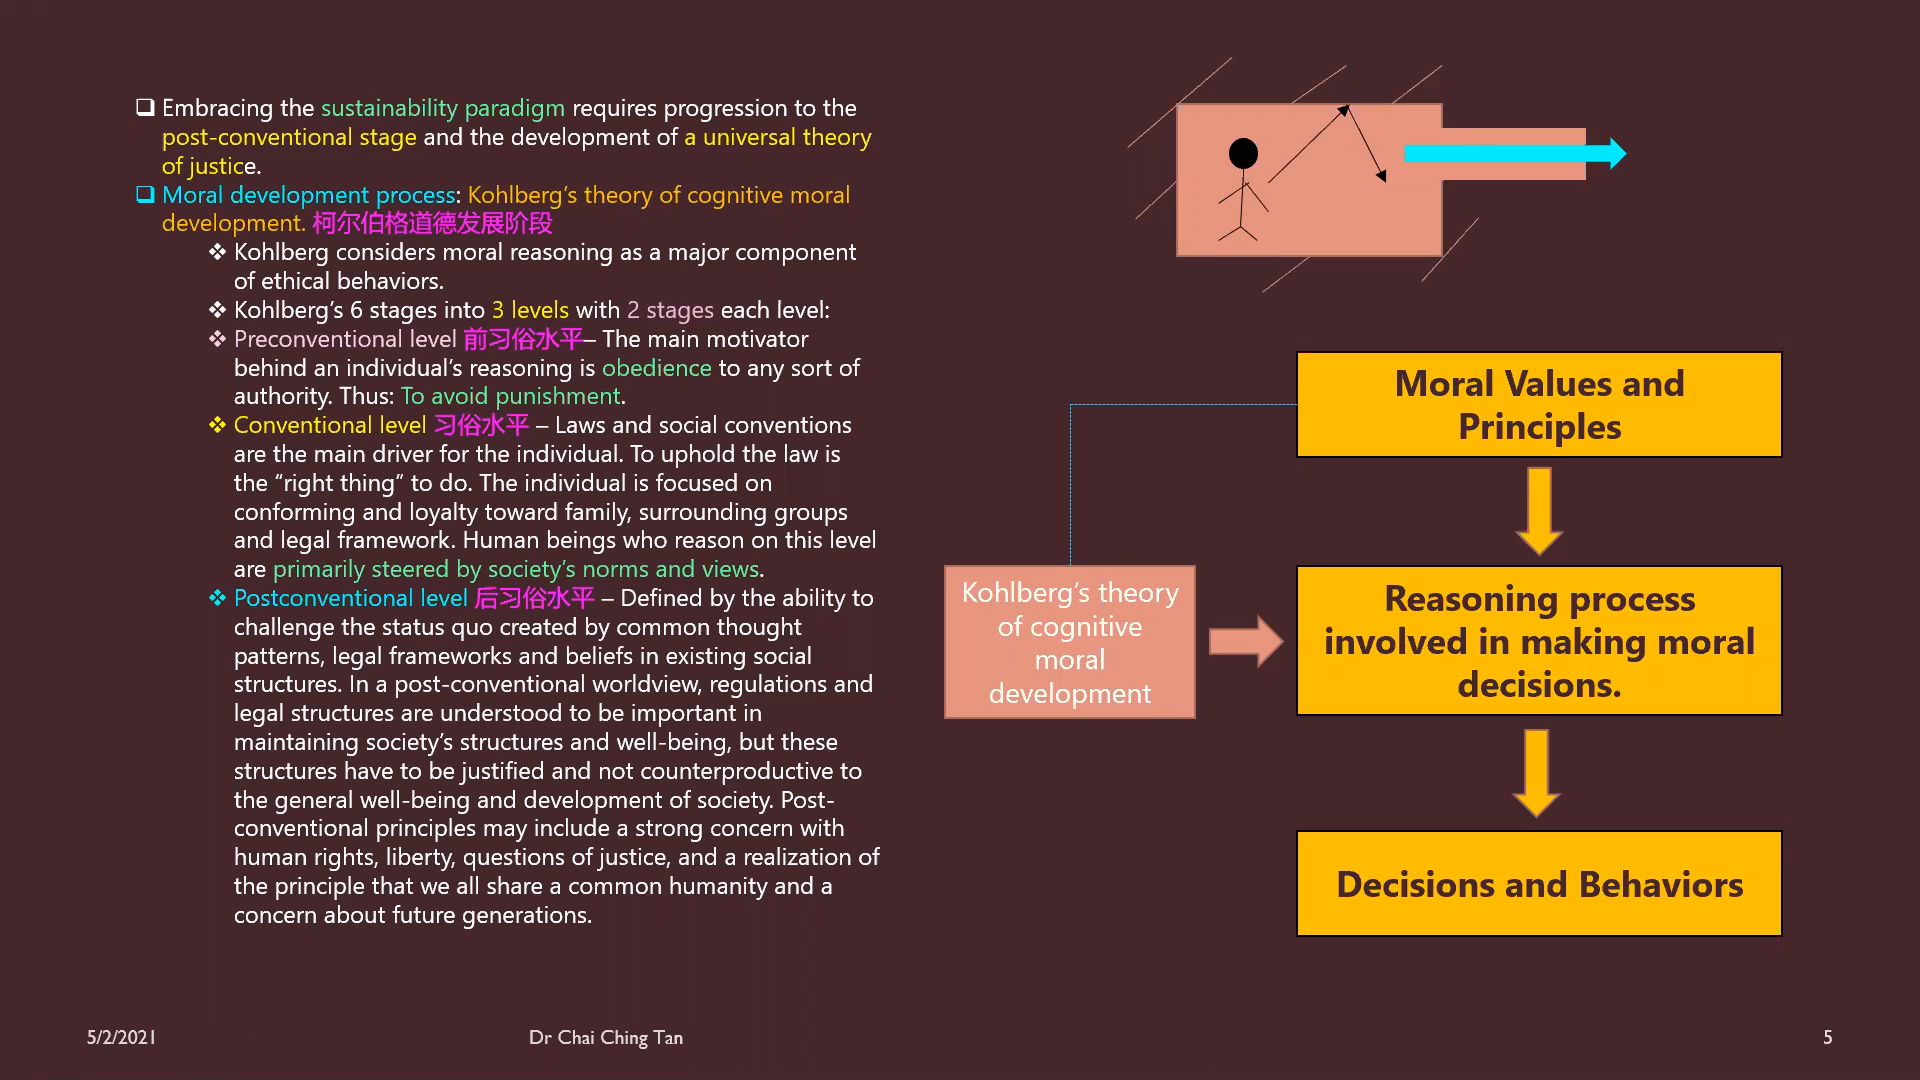 ❑ Embracing the sustainability paradigm requires progression to the
post-conventional stage and the development of a universal theory
of justice.
❑ Moral development process: Kohlberg’s theory of cognitive moral
development. 柯尔伯格道德发展阶段
❖ Kohlberg considers moral reasoning as a major component
of ethical behaviors.
❖ Kohlberg’s 6 stages into 3 levels with 2 stages each level:
❖ Preconventional level 前习俗水平– The main motivator
behind an individual’s reasoning is obedience to any sort of
authority. Thus: To avoid punishment.
❖ Conventional level 习俗水平 – Laws and social conventions
are the main driver for the individual. To uphold the law is
the “right thing” to do. The individual is focused on
conforming and loyalty toward family, surrounding groups
and legal framework. Human beings who reason on this level
are primarily steered by society’s norms and views.
❖ Postconventional level 后习俗水平 – Defined by the ability to
challenge the status quo created by common thought
patterns, legal frameworks and beliefs in existing social
structures. In a post-conventional worldview, regulations and
legal structures are understood to be important in
maintaining society’s structures and well-being, but these
structures have to be justified and not counterproductive to
the general well-being and development of society. Post-
conventional principles may include a strong concern with
human rights, liberty, questions of justice, and a realization of
the principle that we all share a common humanity and a
concern about future generations.
Moral Values and
Principles
Kohlberg’s theory
of cognitive
moral
development
Reasoning process
involved in making moral
decisions.
Decisions and Behaviors
5/2/2021
Dr Chai Ching Tan
5